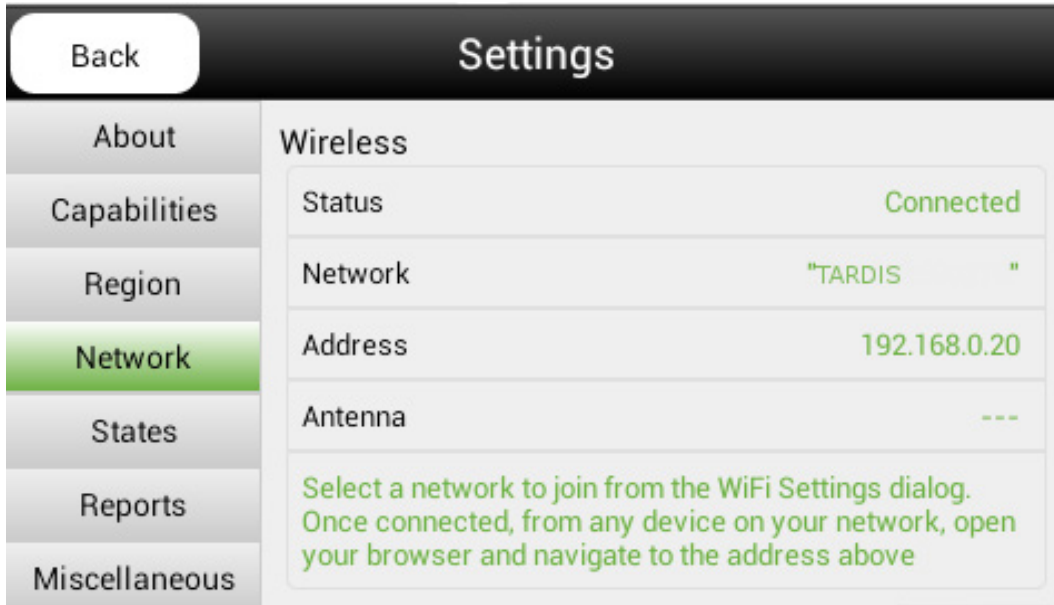 Back
Settings
About
Capabilities
Region
Network
States
Reports
Miscellaneous
Wireless
Status Connected
Network "TARDIS "
Address 192.168.0.20
Antenna ---
Select a network to join from the WiFi Settings dialog.
Once connected, from any device on your network, open
your browser and navigate to the address above